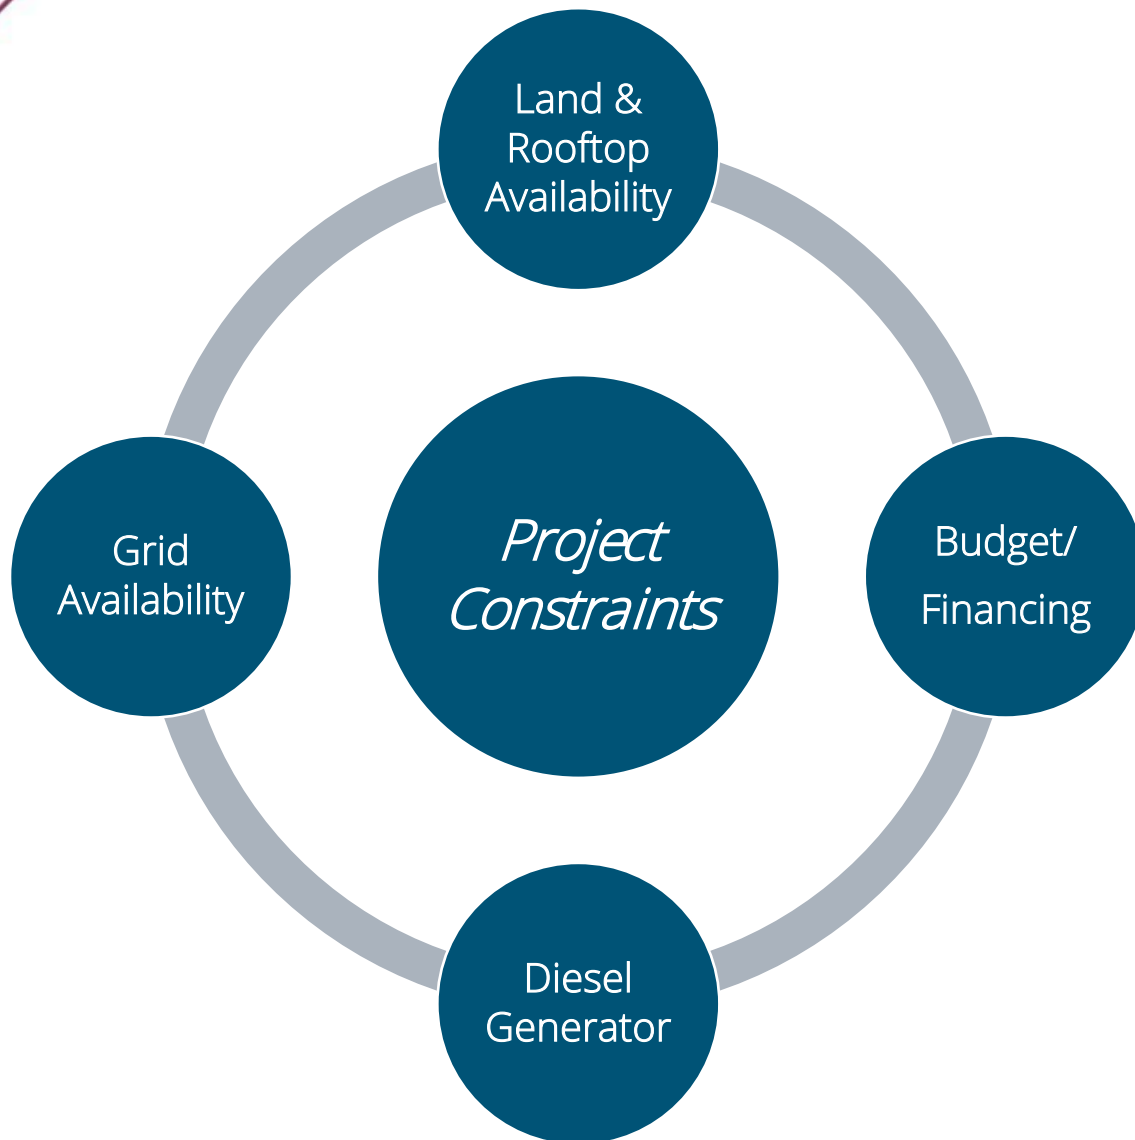 Land &
Rooftop
Availability
Grid
Availability
Project
Constraints
Budget/
Financing
Diesel
Generator